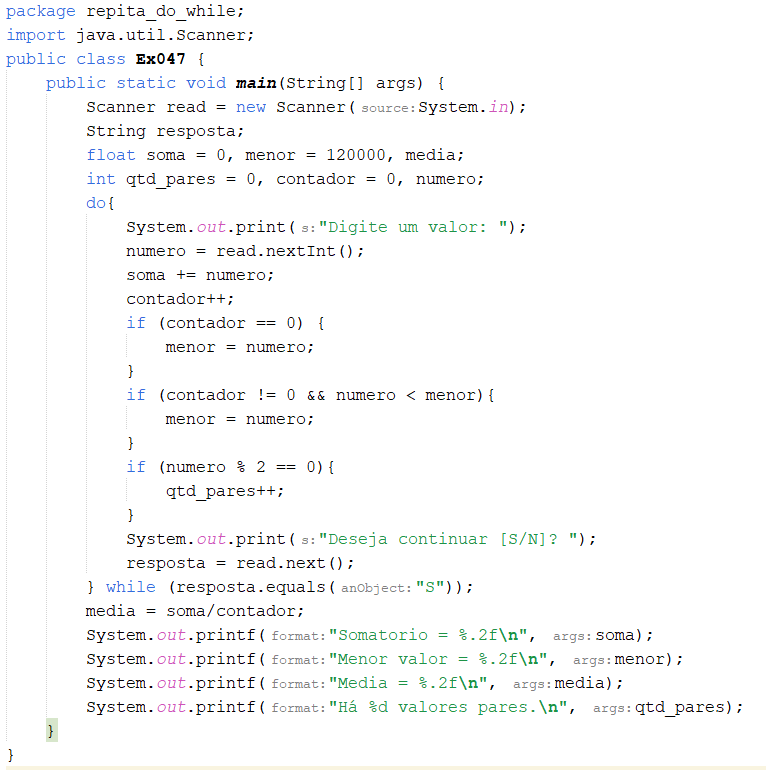 package repita_do_while;
import java.util.Scanner;
public class Ex047 {
    public static void main(String[] args) {
        Scanner read = new Scanner( source: System.in);
        String resposta;
        float soma = 0, menor = 120000, media;
        int qtd_pares = 0, contador = 0, numero;
        do{
            System.out.print( s: "Digite um valor: ");
            numero = read.nextInt();
            soma += numero;
            contador++;
            if (contador == 0) {
                menor = numero;
            }
            if (contador != 0 && numero < menor){
                menor = numero;
            }
            if (numero % 2 == 0){
                qtd_pares++;
            }
            System.out.print( s: "Deseja continuar [S/N]? ");
            resposta = read.next();
        } while (resposta.equals( anObject: "S"));
        media = soma/contador;
        System.out.printf( format: "Somatorio = %.2f\n", args: soma);
        System.out.printf( format: "Menor valor = %.2f\n", args: menor);
        System.out.printf( format: "Media = %.2f\n", args: media);
        System.out.printf( format: "Há %d valores pares.\n", args: qtd_pares);
    }
}